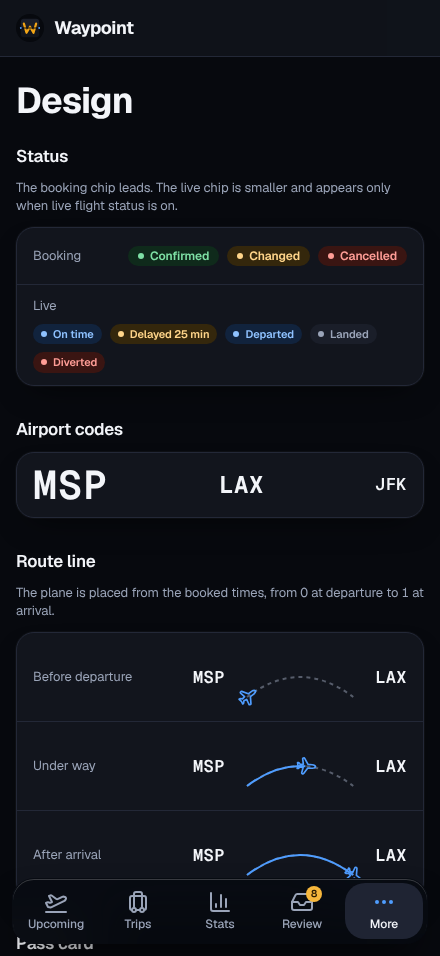 Waypoint
Design
Status
The booking chip leads. The live chip is smaller and appears only
when live flight status is on.
Booking Confirmed Changed Cancelled
Live
On time Delayed 25 min Departed Landed
Diverted
Airport codes
MSP LAX JFK
Route line
The plane is placed from the booked times, from 0 at departure to 1 at
arrival.
Before departure MSP LAX
Under way MSP LAX
After arrival MSP LAX
8
Upcoming Trips Stats Review More
Pass card